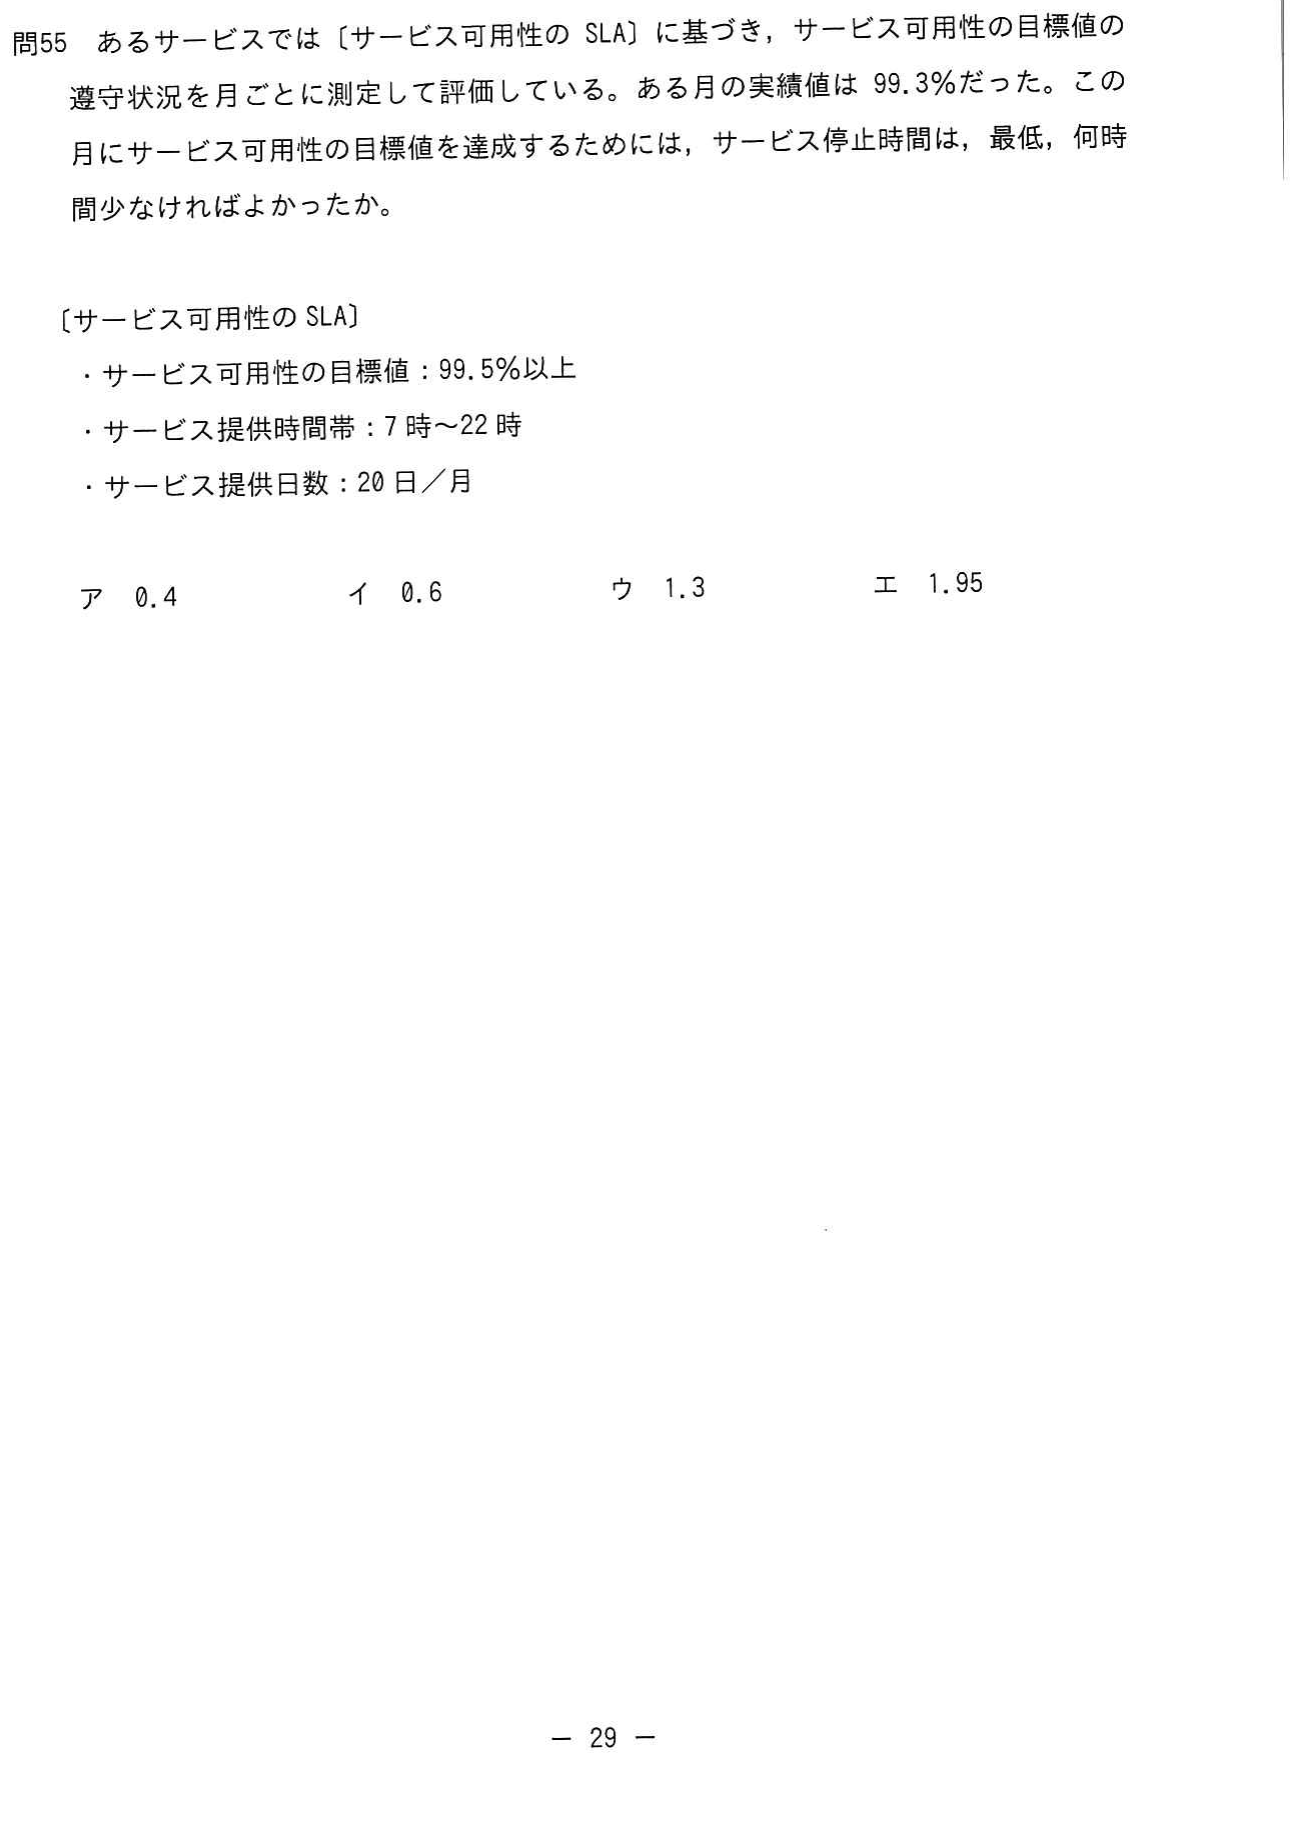 問55 あるサービスでは〔サービス可用性の SLA〕に基づき，サービス可用性の目標値の
遵守状況を月ごとに測定して評価している。ある月の実績値は 99.3％だった。この
月にサービス可用性の目標値を達成するためには，サービス停止時間は，最低，何時
間少なければよかったか。
〔サービス可用性の SLA〕
・サービス可用性の目標値：99.5％以上
・サービス提供時間帯：7 時～22 時
・サービス提供日数：20 日／月
ア 0.4 イ 0.6 ウ 1.3 エ 1.95
― 29 ―